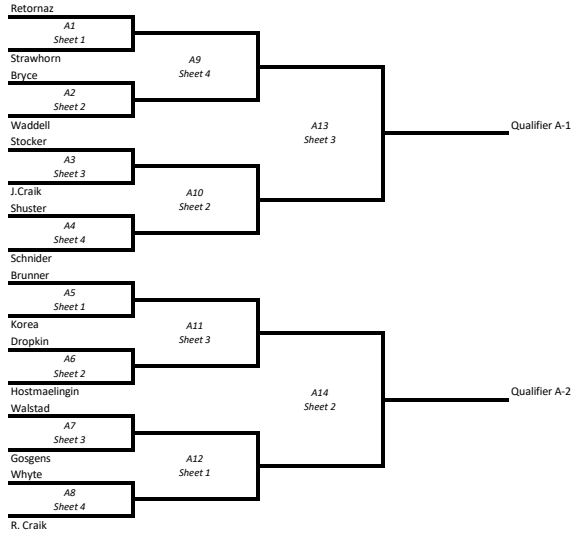 Retornaz
A1
Sheet 1
Strawhorn
A9
Sheet 4
Bryce
A2
Sheet 2
Waddell
A13
Sheet 3
Qualifier A-1
Stocker
A3
Sheet 3
J.Craik
A10
Sheet 2
Shuster
A4
Sheet 4
Schnider
Brunner
A5
Sheet 1
Korea
A11
Sheet 3
Dropkin
A6
Sheet 2
Hostmaelingin
A14
Sheet 2
Qualifier A-2
Walstad
A7
Sheet 3
Gosgens
A12
Sheet 1
Whyte
A8
Sheet 4
R. Craik